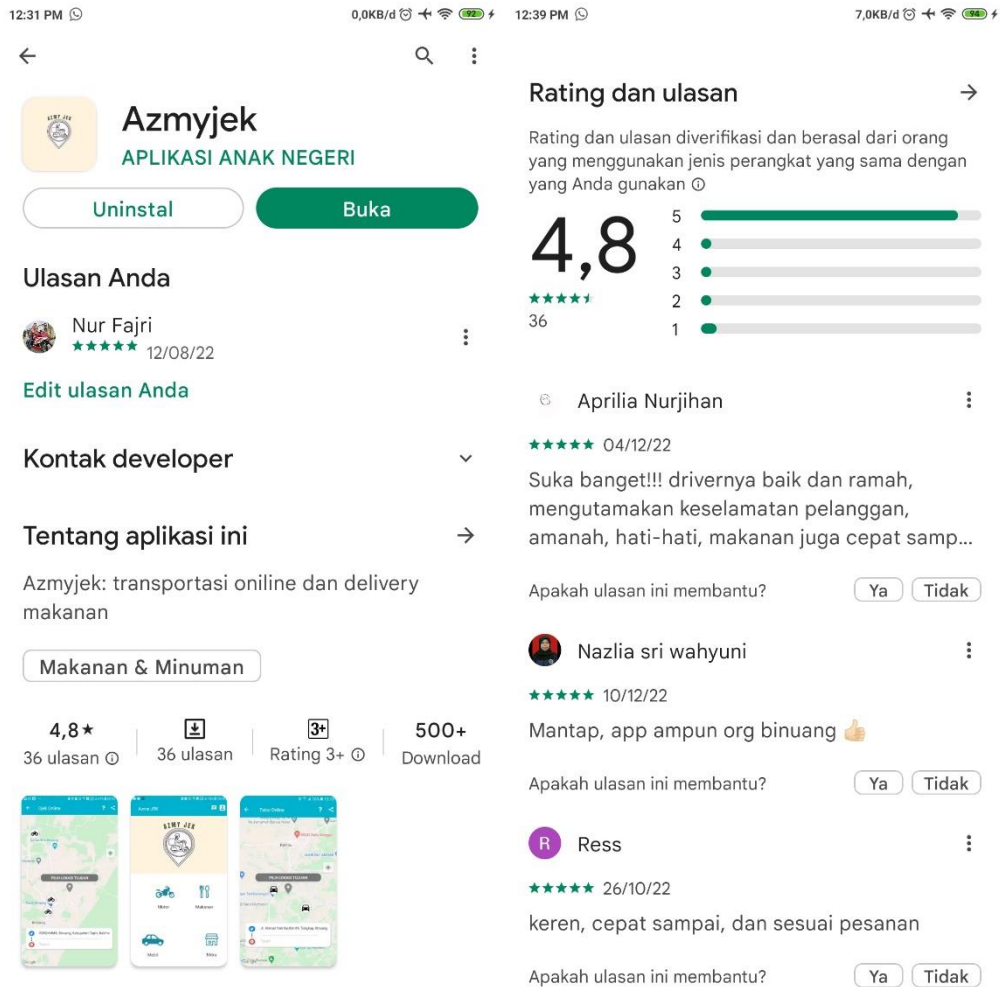 12:31 PM 0,0KB/d 92
Azmyjek
APLIKASI ANAK NEGERI
Uninstal Buka
Ulasan Anda
Nur Fajri
12/08/22
Edit ulasan Anda
Kontak developer
Tentang aplikasi ini
Azmyjek: transportasi oniline dan delivery
makanan
Makanan & Minuman
4,8★ 3+ 500+
36 ulasan 36 ulasan Rating 3+ Download
AZMY JEK
12:39 PM 7,0KB/d 94
Rating dan ulasan
Rating dan ulasan diverifikasi dan berasal dari orang
yang menggunakan jenis perangkat yang sama dengan
yang Anda gunakan
4,8
36
5
4
3
2
1
Aprilia Nurjihan
04/12/22
Suka banget!!! drivernya baik dan ramah,
mengutamakan keselamatan pelanggan,
amanah, hati-hati, makanan juga cepat samp...
Apakah ulasan ini membantu? Ya Tidak
Nazlia sri wahyuni
10/12/22
Mantap, app ampun org binuang 👍🏻
Apakah ulasan ini membantu? Ya Tidak
R Ress
26/10/22
keren, cepat sampai, dan sesuai pesanan
Apakah ulasan ini membantu? Ya Tidak